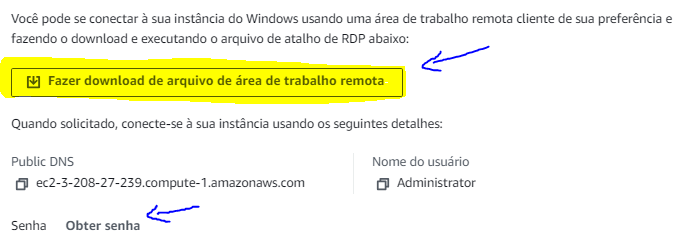 Você pode se conectar à sua instância do Windows usando uma área de trabalho remota cliente de sua preferência e
fazendo o download e executando o arquivo de atalho de RDP abaixo:
Fazer download de arquivo de área de trabalho remota
Quando solicitado, conecte-se à sua instância usando os seguintes detalhes:
Public DNS
ec2-3-208-27-239.compute-1.amazonaws.com
Nome do usuário
Administrator
Senha Obter senha